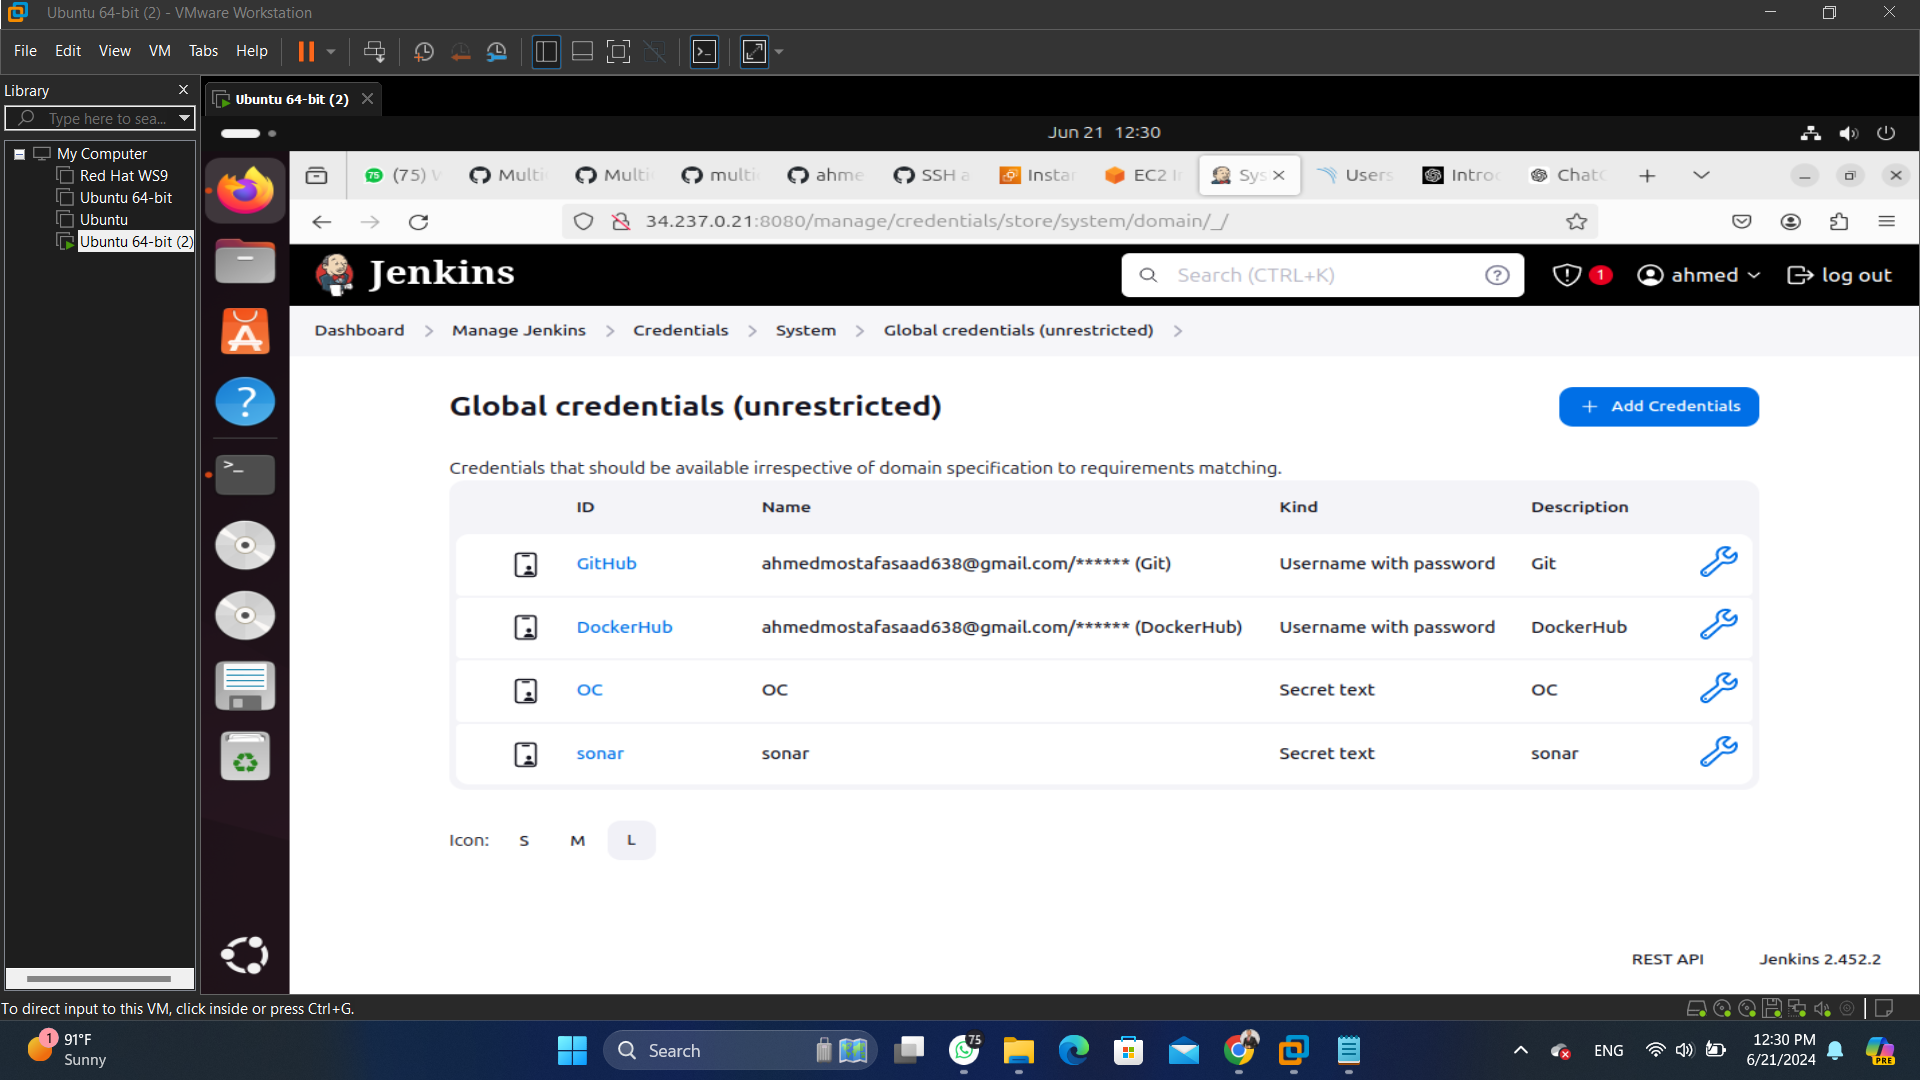 Ubuntu 64-bit (2) - VMware Workstation
File Edit View VM Tabs Help
Library
Type here to sea...
My Computer
Red Hat WS9
Ubuntu 64-bit
Ubuntu
Ubuntu 64-bit (2)
Ubuntu 64-bit (2)
Jun 21 12:30
(75) Multi Multi multi ahme SSH a Instan EC2 I Sys Users Intro Chat
34.237.0.21:8080/manage/credentials/store/system/domain/_/
Jenkins
Search (CTRL+K)
1
ahmed
log out
Dashboard > Manage Jenkins > Credentials > System > Global credentials (unrestricted) >
Global credentials (unrestricted)
+ Add Credentials
Credentials that should be available irrespective of domain specification to requirements matching.
ID Name Kind Description
GitHub ahmedmostafasaad638@gmail.com/****** (Git) Username with password Git
DockerHub ahmedmostafasaad638@gmail.com/****** (DockerHub) Username with password DockerHub
OC OC Secret text OC
sonar sonar Secret text sonar
Icon: S M L
REST API Jenkins 2.452.2
To direct input to this VM, click inside or press Ctrl+G.
1
91°F
Sunny
Search
75
ENG
12:30 PM
6/21/2024
PRE